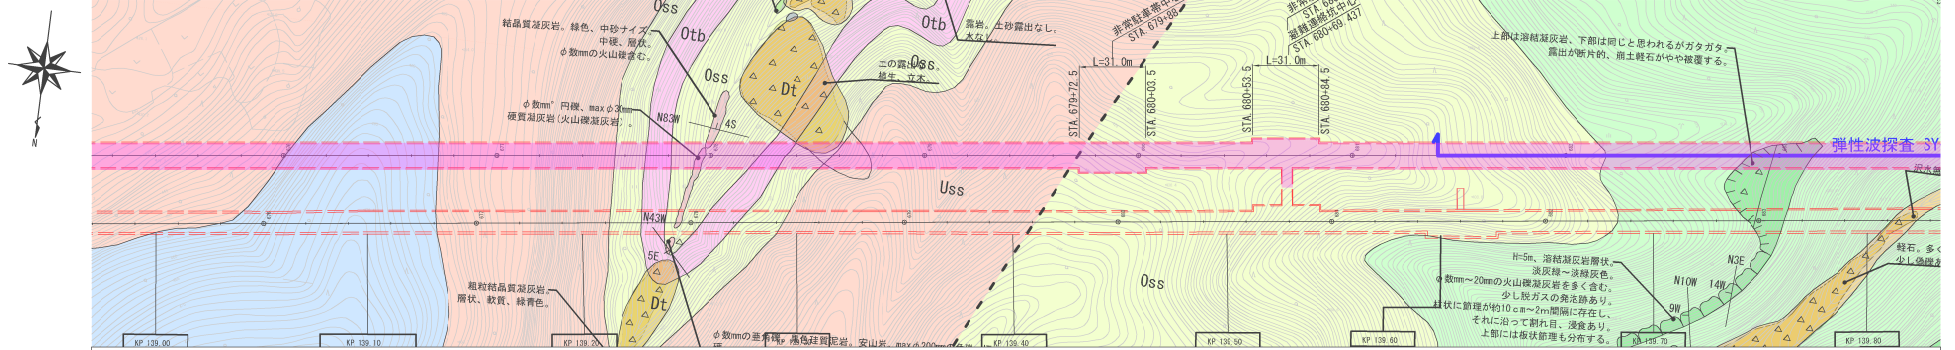 Oss
Otb
結晶質凝灰岩。緑色、中砂サイズ、
中硬、層状。
φ数mmの火山礫含む。
Oss
φ数mm~円礫、maxφ30mm
硬質凝灰岩(火山礫凝灰岩)。
N83W
4S
Dt
Otb
露岩。土砂露出なし。
水なし。
Oss
植生、立木。
Uss
非常駐車帯中心
STA.679+88
L=31.0m
STA.679+72.5
STA.680+03.5
避難連絡坑中心
STA.680+69.437
L=31.0m
STA.680+53.5
STA.680+84.5
上部は溶結凝灰岩、下部は同じと思われるがガタガタ。
露出が断片的、崩土軽石がやや被覆する。
弾性波探査
N43W
5E
Dt
粗粒結晶質凝灰岩。
層状、軟質、緑青色。
Oss
H=5m、溶結凝灰岩層状。
淡灰緑~淡緑灰色。
φ数mm~20mmの火山礫凝灰岩を多く含む。
少し脱ガスの発泡跡あり。
柱状に節理が約10cm~2m間隔に存在し、
それに沿って割れ目、浸食あり。
上部には板状節理も分布する。
N3E
N10W
14W
9W
軽石。多く
N
KP 139.00
KP 139.10
KP 139.20
KP 139.40
KP 139.50
KP 139.60
KP 139.70
KP 139.80